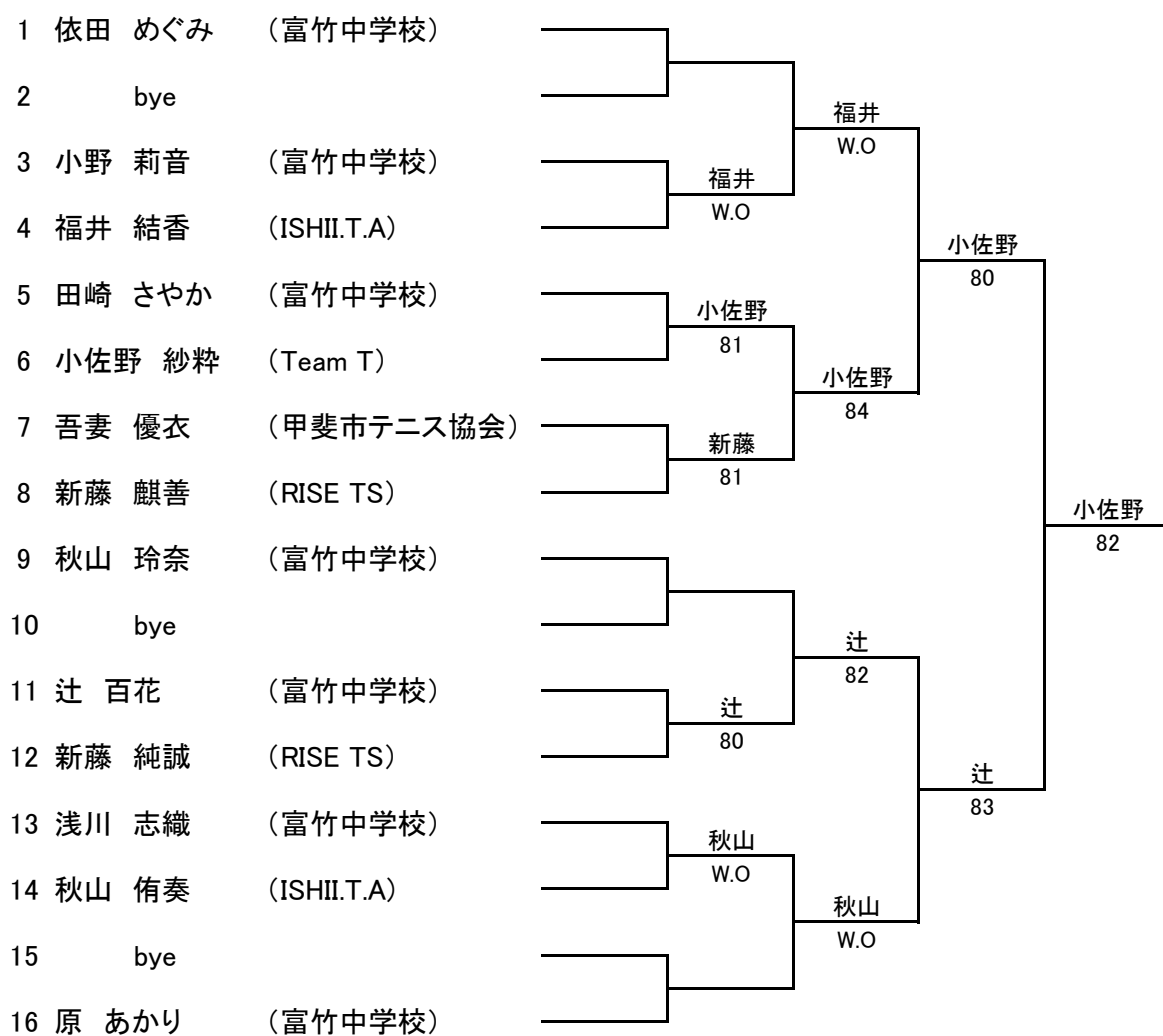 1 依田 めぐみ （富竹中学校）
2 bye
福井
W.O
3 小野 莉音 （富竹中学校）
福井
W.O
4 福井 結香 （ISHII.T.A）
小佐野
80
5 田崎 さやか （富竹中学校）
小佐野
81
6 小佐野 紗粋 （Team T）
小佐野
84
7 吾妻 優衣 （甲斐市テニス協会）
新藤
81
8 新藤 麒善 （RISE TS）
小佐野
82
9 秋山 玲奈 （富竹中学校）
10 bye
辻
82
11 辻 百花 （富竹中学校）
辻
80
12 新藤 純誠 （RISE TS）
辻
83
13 浅川 志織 （富竹中学校）
秋山
W.O
14 秋山 侑奏 （ISHII.T.A）
秋山
W.O
15 bye
16 原 あかり （富竹中学校）